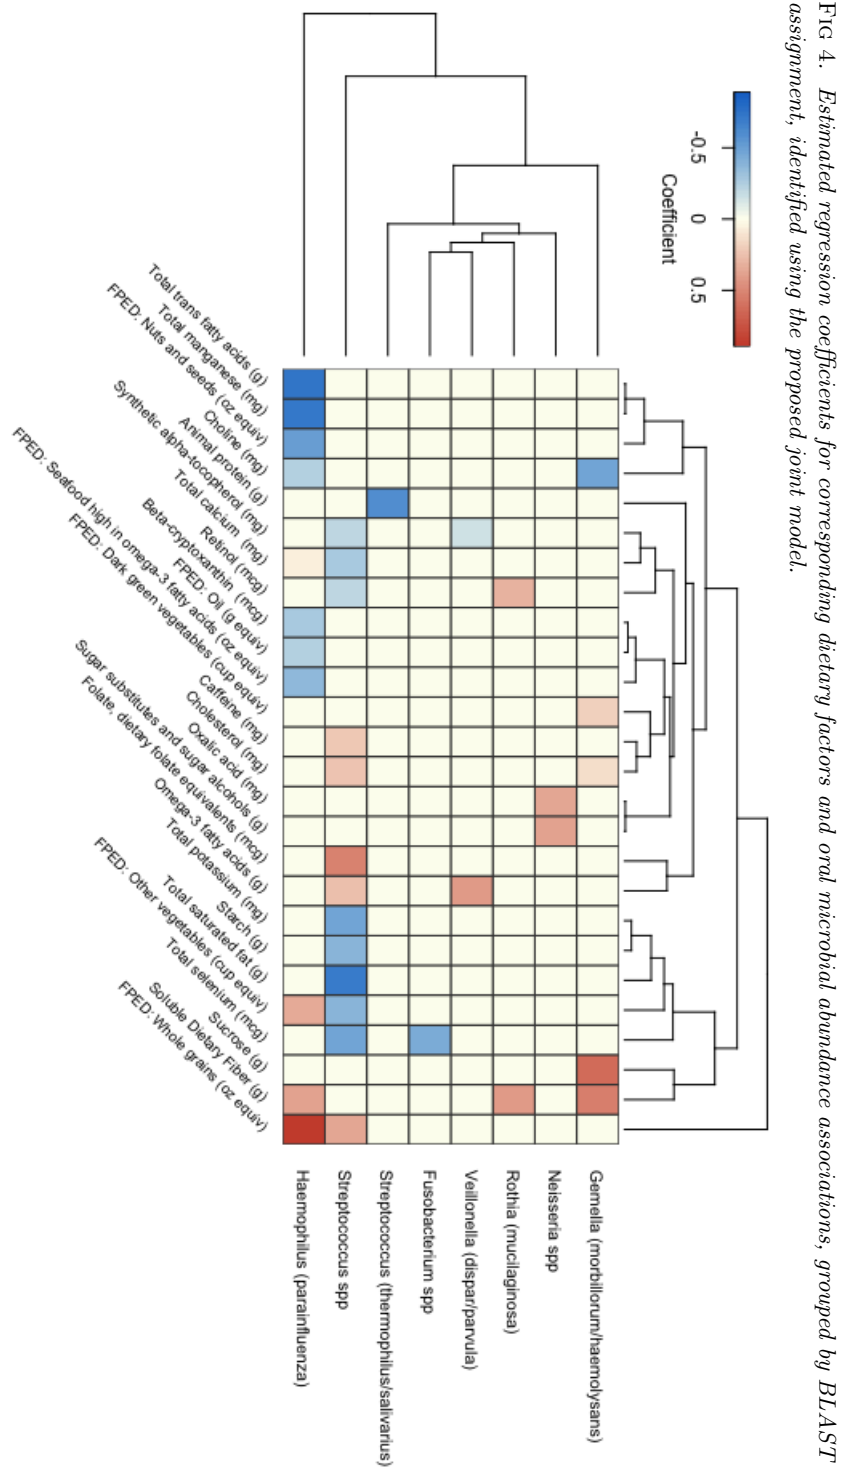 FIG 4. Estimated regression coefficients for corresponding dietary factors and oral microbial abundance associations, grouped by BLAST
assignment, identified using the proposed joint model.
-0.5
0
0.5
Coefficient
Total trans fatty acids (g)
Total manganese (mg)
FPED: Nuts and seeds (oz equiv)
Choline (mg)
Animal protein (g)
Synthetic alpha-tocopherol (mg)
Total calcium (mg)
Retinol (mcg)
Beta-cryptoxanthin (mcg)
FPED: Oil (g equiv)
FPED: Seafood high in omega-3 fatty acids (oz equiv)
FPED: Dark green vegetables (cup equiv)
Caffeine (mg)
Cholesterol (mg)
Oxalic acid (mg)
Sugar substitutes and sugar alcohols (g)
Folate, dietary folate equivalents (mcg)
Omega-3 fatty acids (g)
Total potassium (mg)
Starch (g)
Total saturated fat (g)
FPED: Other vegetables (cup equiv)
Total selenium (mcg)
Sucrose (g)
Soluble Dietary Fiber (g)
FPED: Whole grains (oz equiv)
Gemella (morbillorum/haemolysans)
Neisseria spp
Rothia (mucilaginosa)
Veillonella (dispar/parvula)
Fusobacterium spp
Streptococcus (thermophilus/salivarius)
Streptococcus spp
Haemophilus (parainfluenza)